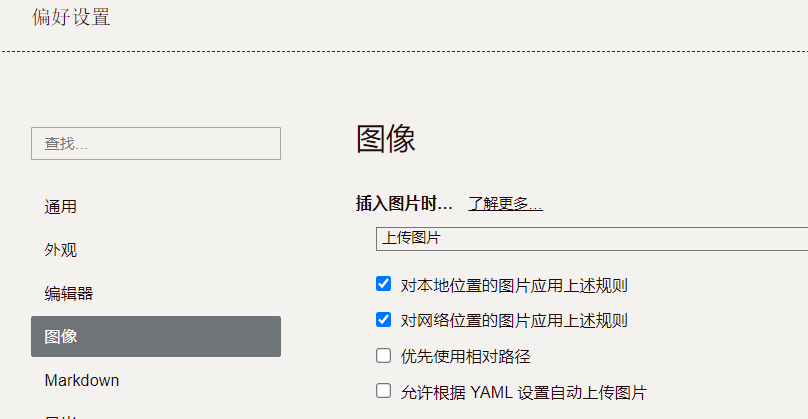 偏好设置
查找...
通用
外观
编辑器
图像
Markdown
图像
插入图片时... 了解更多...
上传图片
对本地位置的图片应用上述规则
对网络位置的图片应用上述规则
优先使用相对路径
允许根据 YAML 设置自动上传图片